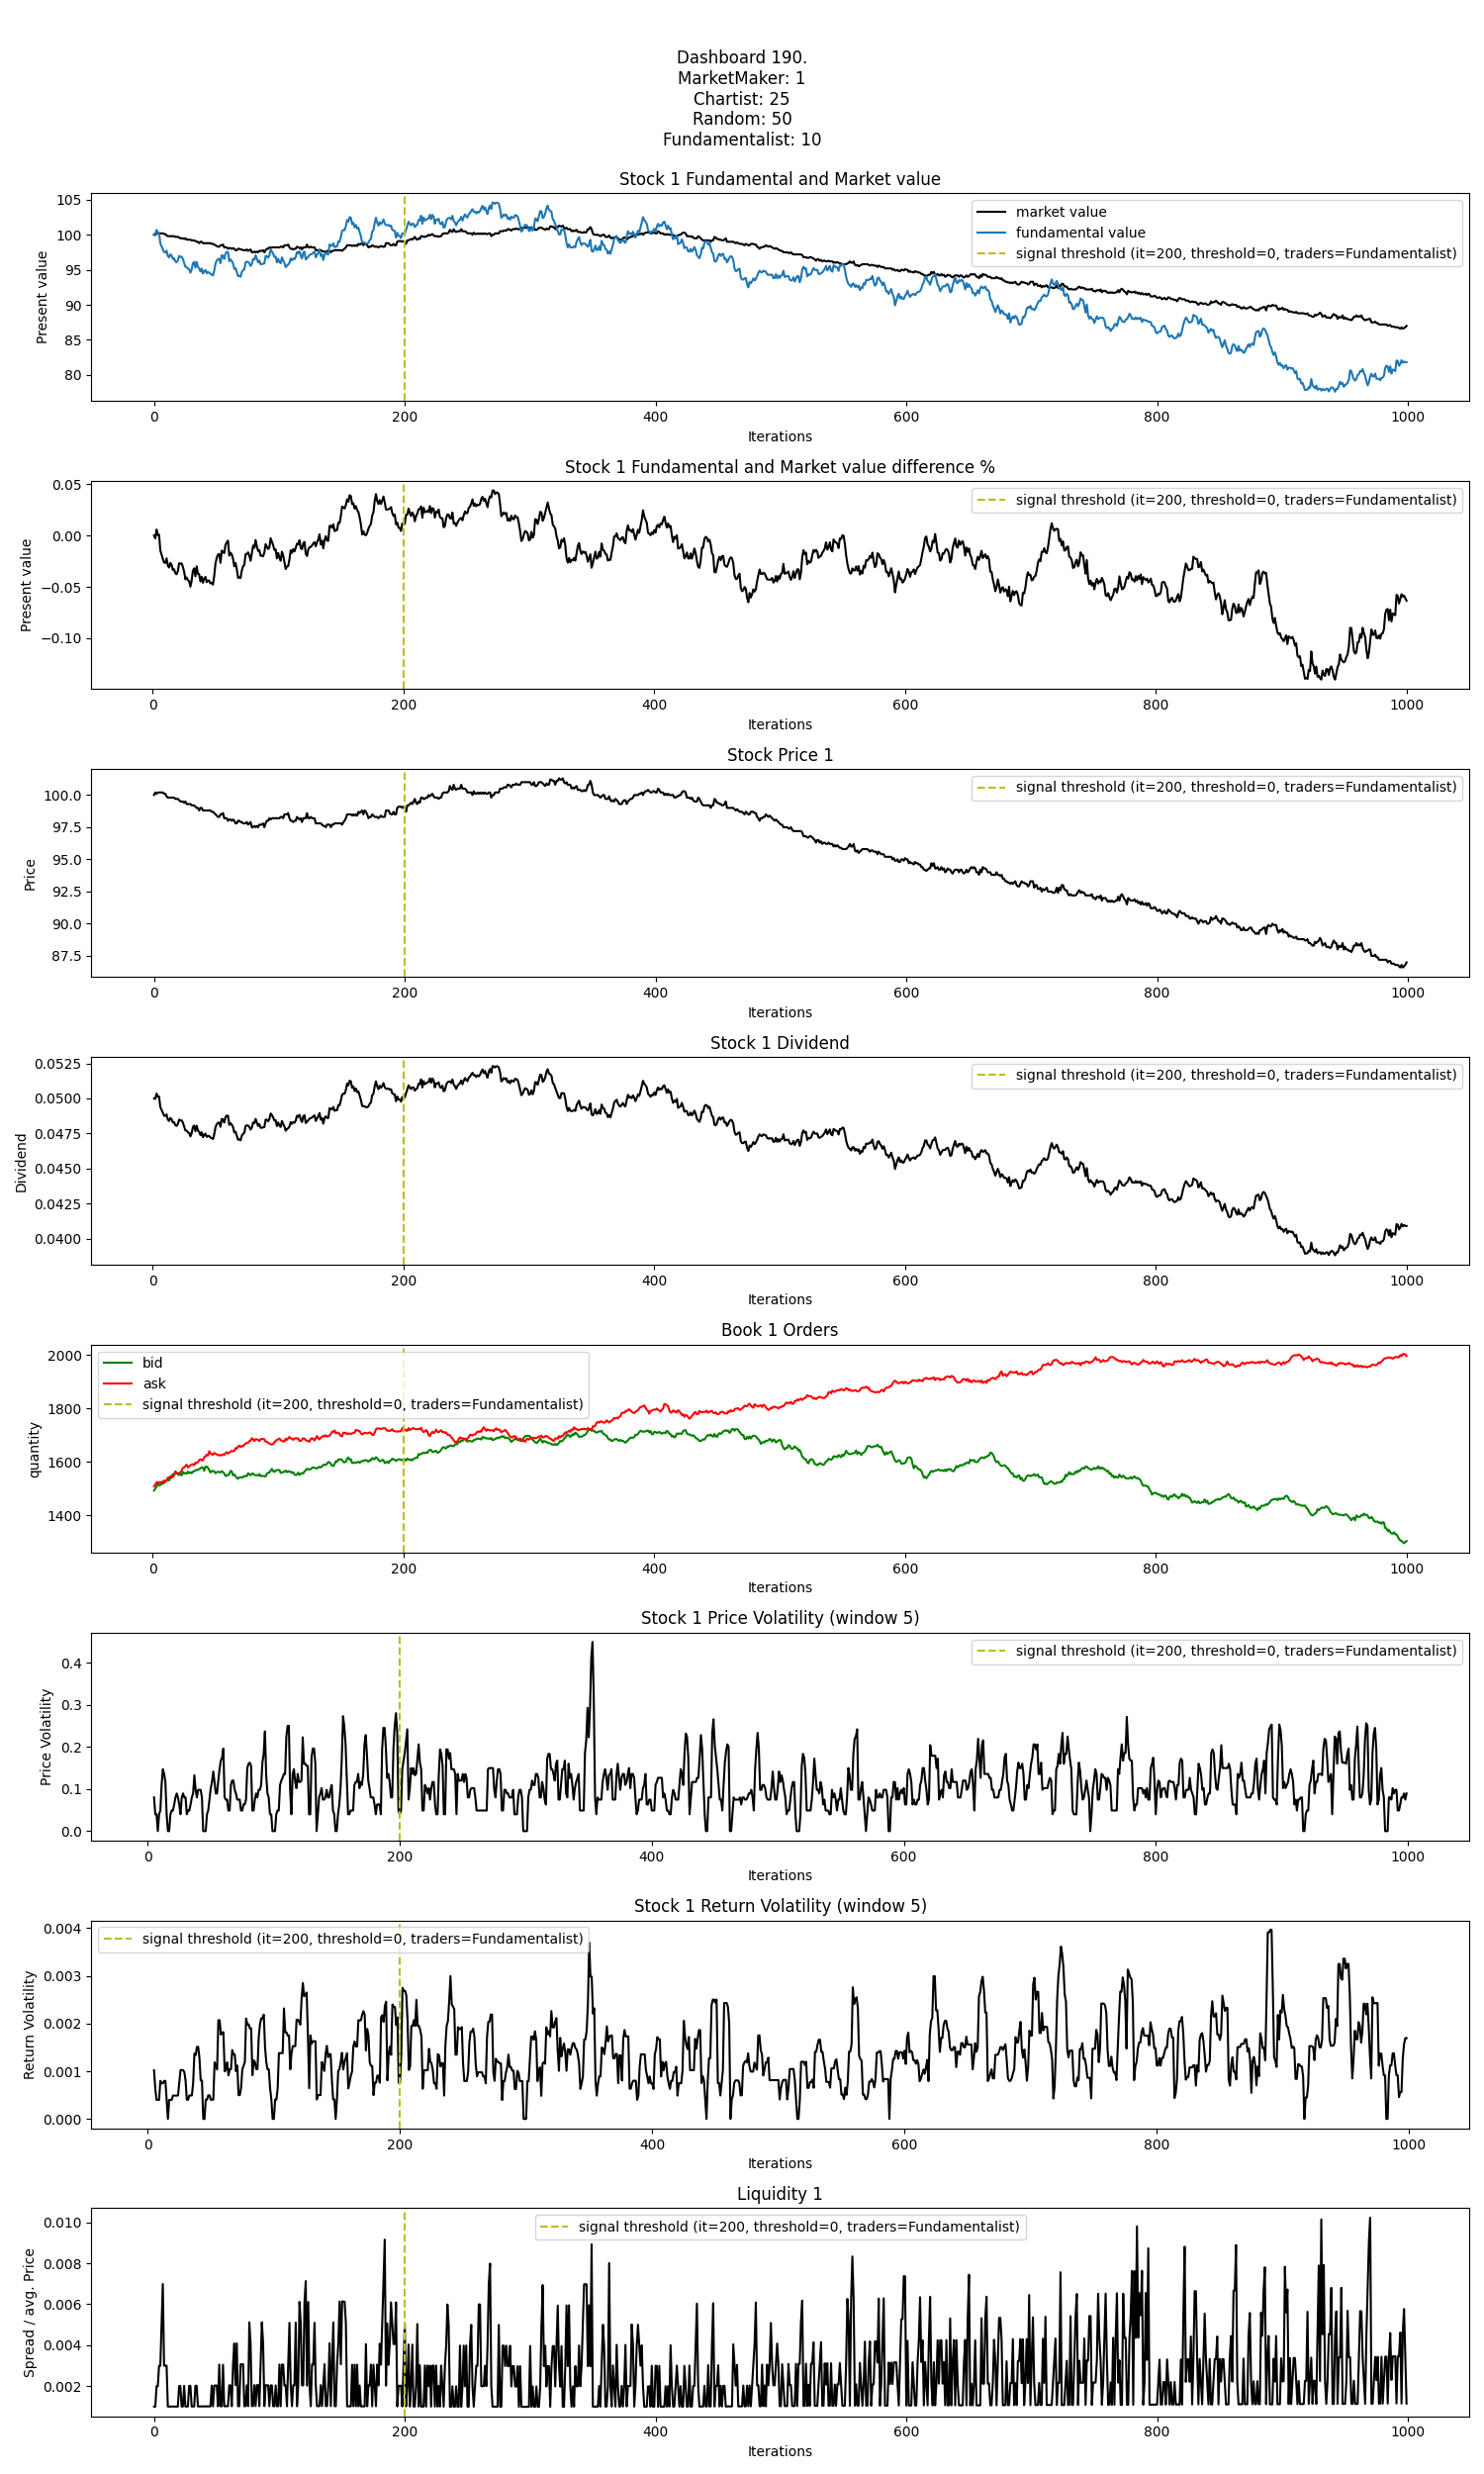 Dashboard 190.
MarketMaker: 1
Chartist: 25
Random: 50
Fundamentalist: 10
Stock 1 Fundamental and Market value
105
100
95
90
85
80
Present value
market value
fundamental value
signal threshold (it=200, threshold=0, traders=Fundamentalist)
0 200 400 600 800 1000
Iterations
Stock 1 Fundamental and Market value difference %
0.05
0.00
−0.05
−0.10
Present value
signal threshold (it=200, threshold=0, traders=Fundamentalist)
0 200 400 600 800 1000
Iterations
Stock Price 1
100.0
97.5
95.0
92.5
90.0
87.5
Price
signal threshold (it=200, threshold=0, traders=Fundamentalist)
0 200 400 600 800 1000
Iterations
Stock 1 Dividend
0.0525
0.0500
0.0475
0.0450
0.0425
0.0400
Dividend
signal threshold (it=200, threshold=0, traders=Fundamentalist)
0 200 400 600 800 1000
Iterations
Book 1 Orders
2000
1800
1600
1400
quantity
bid
ask
signal threshold (it=200, threshold=0, traders=Fundamentalist)
0 200 400 600 800 1000
Iterations
Stock 1 Price Volatility (window 5)
0.4
0.3
0.2
0.1
0.0
Price Volatility
signal threshold (it=200, threshold=0, traders=Fundamentalist)
0 200 400 600 800 1000
Iterations
Stock 1 Return Volatility (window 5)
0.004
0.003
0.002
0.001
0.000
Return Volatility
signal threshold (it=200, threshold=0, traders=Fundamentalist)
0 200 400 600 800 1000
Iterations
Liquidity 1
0.010
0.008
0.006
0.004
0.002
Spread / avg. Price
signal threshold (it=200, threshold=0, traders=Fundamentalist)
0 200 400 600 800 1000
Iterations